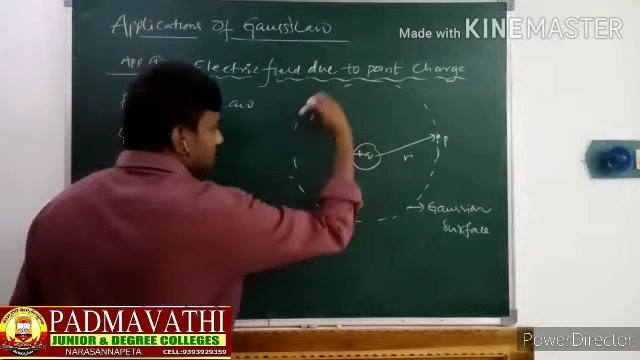 Applications of Gauss's Law
Made with KINEMASTER
App ①
Electric field due to point charge
Law
+q
r
P
→ Gaussian
surface
PADMAVATHI
JUNIOR & DEGREE COLLEGES
NARASANNAPETA
CELL:9393929359
PowerDirector